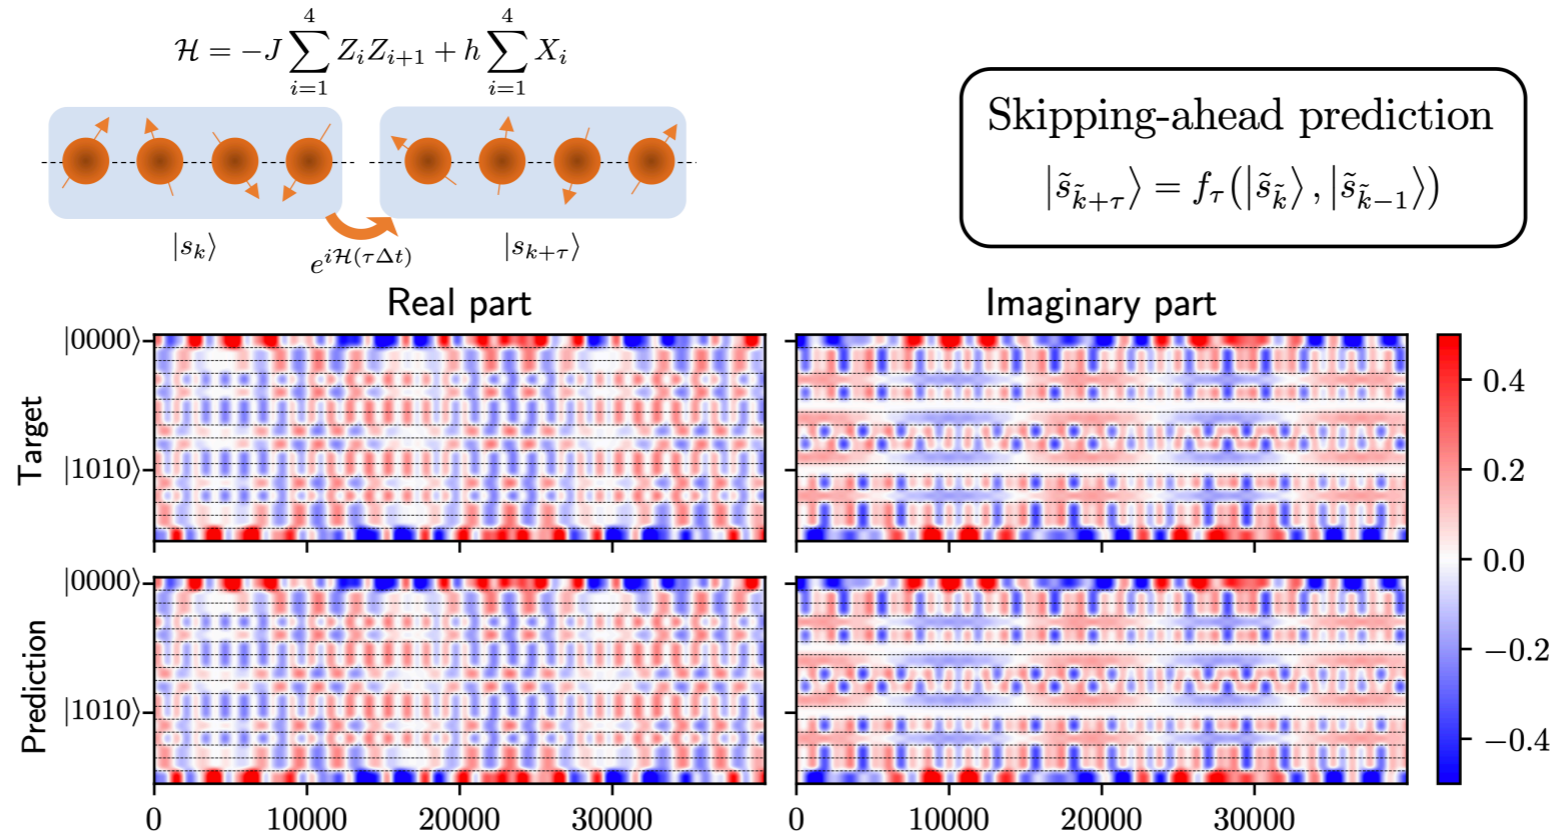 ℋ = −J ∑_{i=1}^{4} Z_i Z_{i+1} + h ∑_{i=1}^{4} X_i
|s_k⟩
e^{iℋ(τΔt)}
|s_{k+τ}⟩
Skipping-ahead prediction
|s̃_{k̃+τ}⟩ = f_τ(|s̃_{k̃}⟩, |s̃_{k̃−1}⟩)
Real part
Imaginary part
Target
|0000⟩
|1010⟩
0.4
0.2
0.0
−0.2
−0.4
Prediction
|0000⟩
|1010⟩
0 10000 20000 30000
0 10000 20000 30000